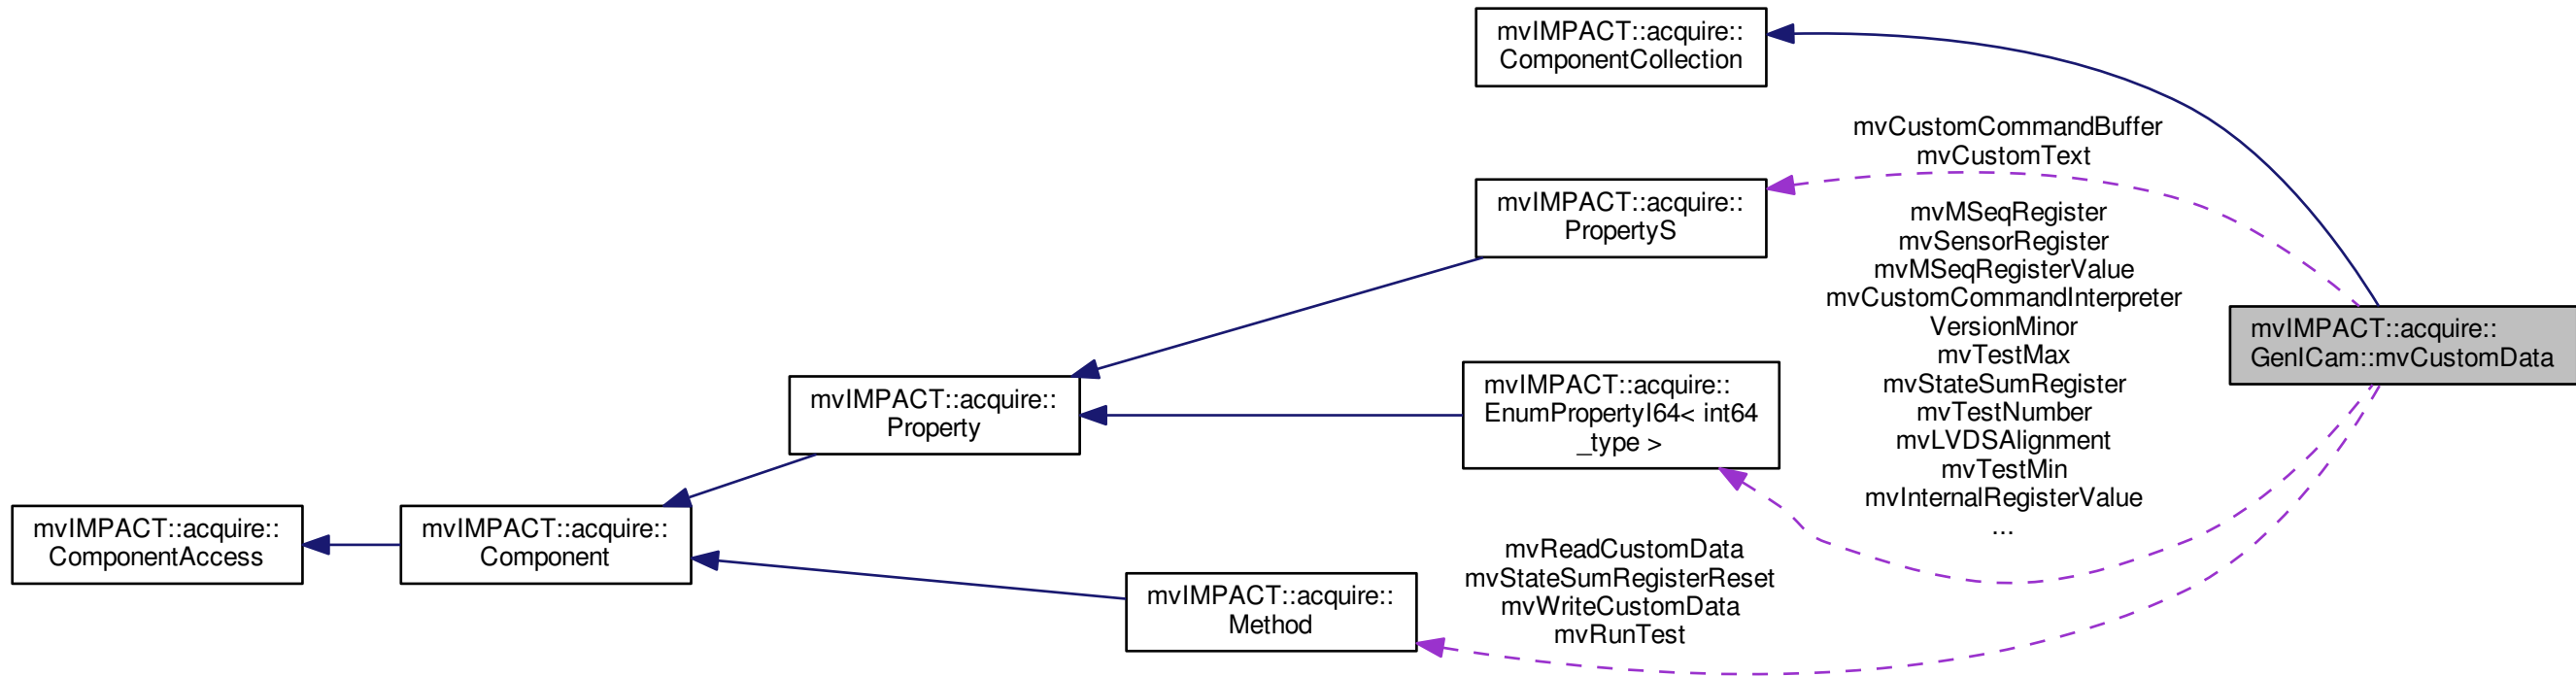 mvIMPACT::acquire::
ComponentCollection
mvCustomCommandBuffer
mvCustomText
mvIMPACT::acquire::
PropertyS
mvMSeqRegister
mvSensorRegister
mvMSeqRegisterValue
mvCustomCommandInterpreter
VersionMinor
mvTestMax
mvStateSumRegister
mvTestNumber
mvLVDSAlignment
mvTestMin
mvInternalRegisterValue
...
mvIMPACT::acquire::
GenICam::mvCustomData
mvIMPACT::acquire::
EnumPropertyI64< int64
_type >
mvIMPACT::acquire::
Property
mvIMPACT::acquire::
ComponentAccess
mvIMPACT::acquire::
Component
mvReadCustomData
mvStateSumRegisterReset
mvWriteCustomData
mvRunTest
mvIMPACT::acquire::
Method